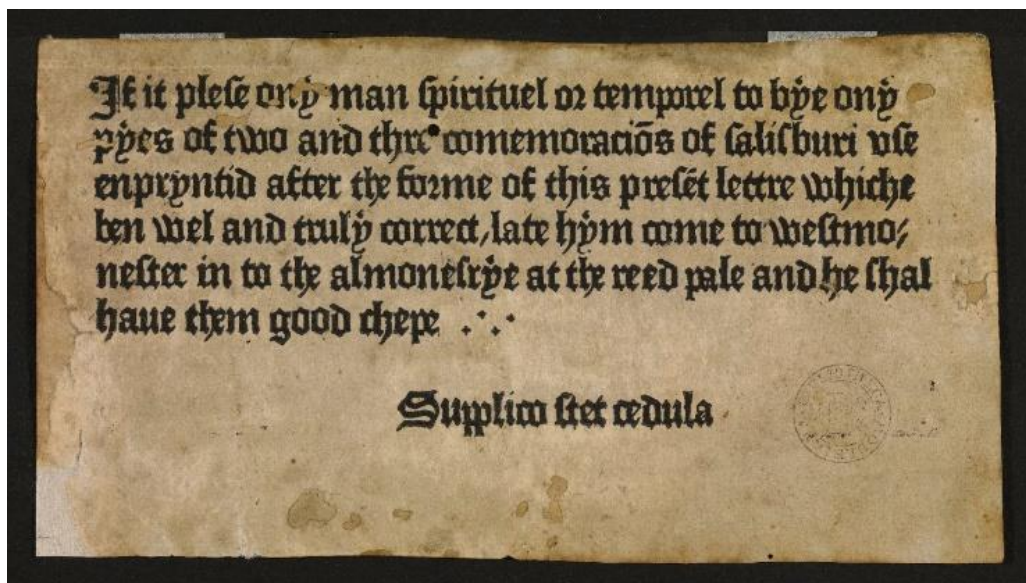 If it plese ony man spirituel or temporel to bye ony
pyes of two and thre comemoraciōs of salisburi vse
enpryntid after the forme of this presēt lettre whiche
ben wel and truly correct, late hym come to westmo⸗
nester in to the almonesrye at the reed pale and he shal
haue them good chepe .·.·
Supplico stet cedula